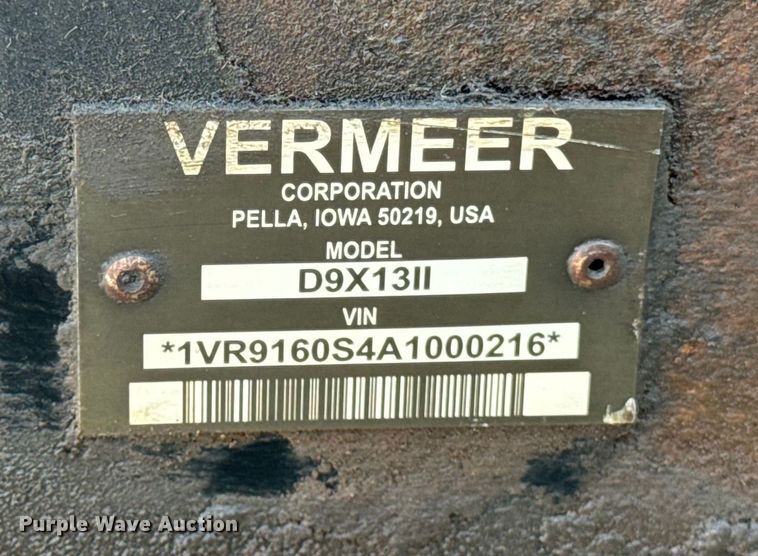 VERMEER
CORPORATION
PELLA, IOWA 50219, USA
MODEL
D9X13II
VIN
*1VR9160S4A1000216*
Purple Wave Auction